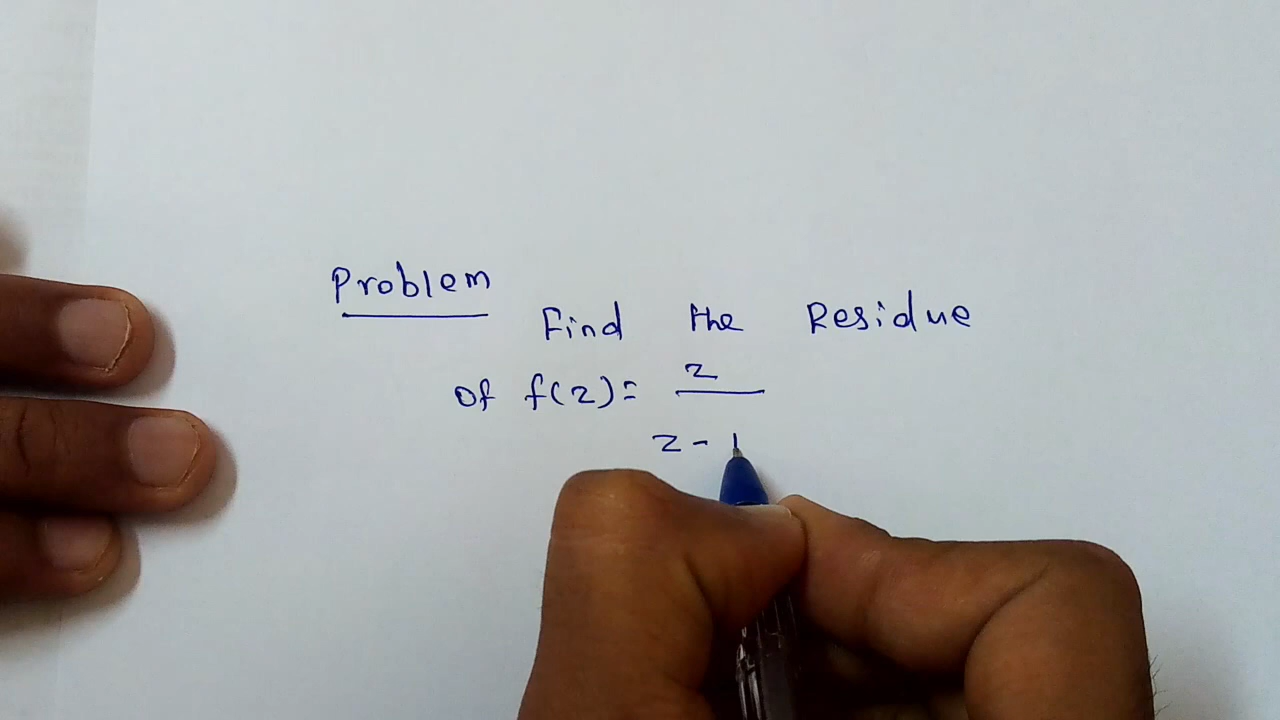 Problem
Find the Residue
Of f(z)= z
z - 1